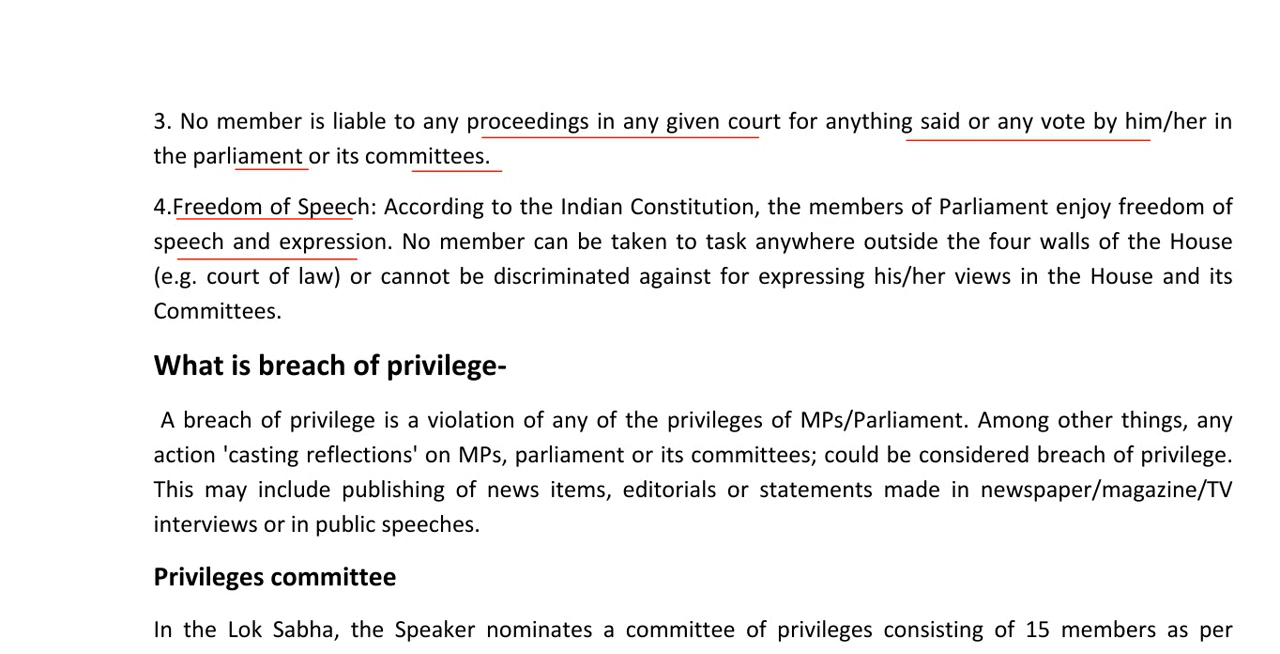 3. No member is liable to any proceedings in any given court for anything said or any vote by him/her in
the parliament or its committees.
4.Freedom of Speech: According to the Indian Constitution, the members of Parliament enjoy freedom of
speech and expression. No member can be taken to task anywhere outside the four walls of the House
(e.g. court of law) or cannot be discriminated against for expressing his/her views in the House and its
Committees.
What is breach of privilege-
A breach of privilege is a violation of any of the privileges of MPs/Parliament. Among other things, any
action 'casting reflections' on MPs, parliament or its committees; could be considered breach of privilege.
This may include publishing of news items, editorials or statements made in newspaper/magazine/TV
interviews or in public speeches.
Privileges committee
In the Lok Sabha, the Speaker nominates a committee of privileges consisting of 15 members as per